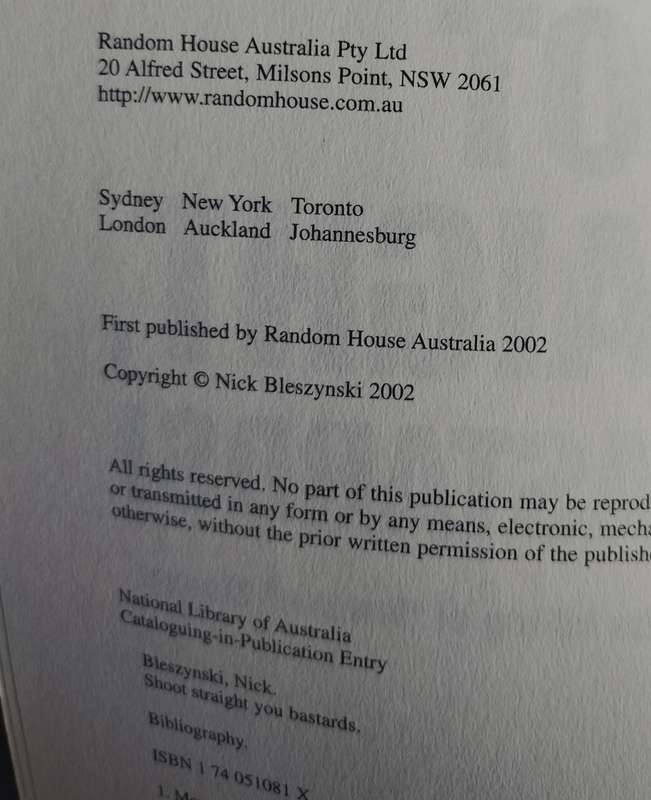 Random House Australia Pty Ltd
20 Alfred Street, Milsons Point, NSW 2061
http://www.randomhouse.com.au
Sydney New York Toronto
London Auckland Johannesburg
First published by Random House Australia 2002
Copyright © Nick Bleszynski 2002
All rights reserved. No part of this publication may be reprod
or transmitted in any form or by any means, electronic, mecha
otherwise, without the prior written permission of the publishe
National Library of Australia
Cataloguing-in-Publication Entry
Bleszynski, Nick.
Shoot straight you bastards.
Bibliography.
ISBN 1 74 051081 X
1.